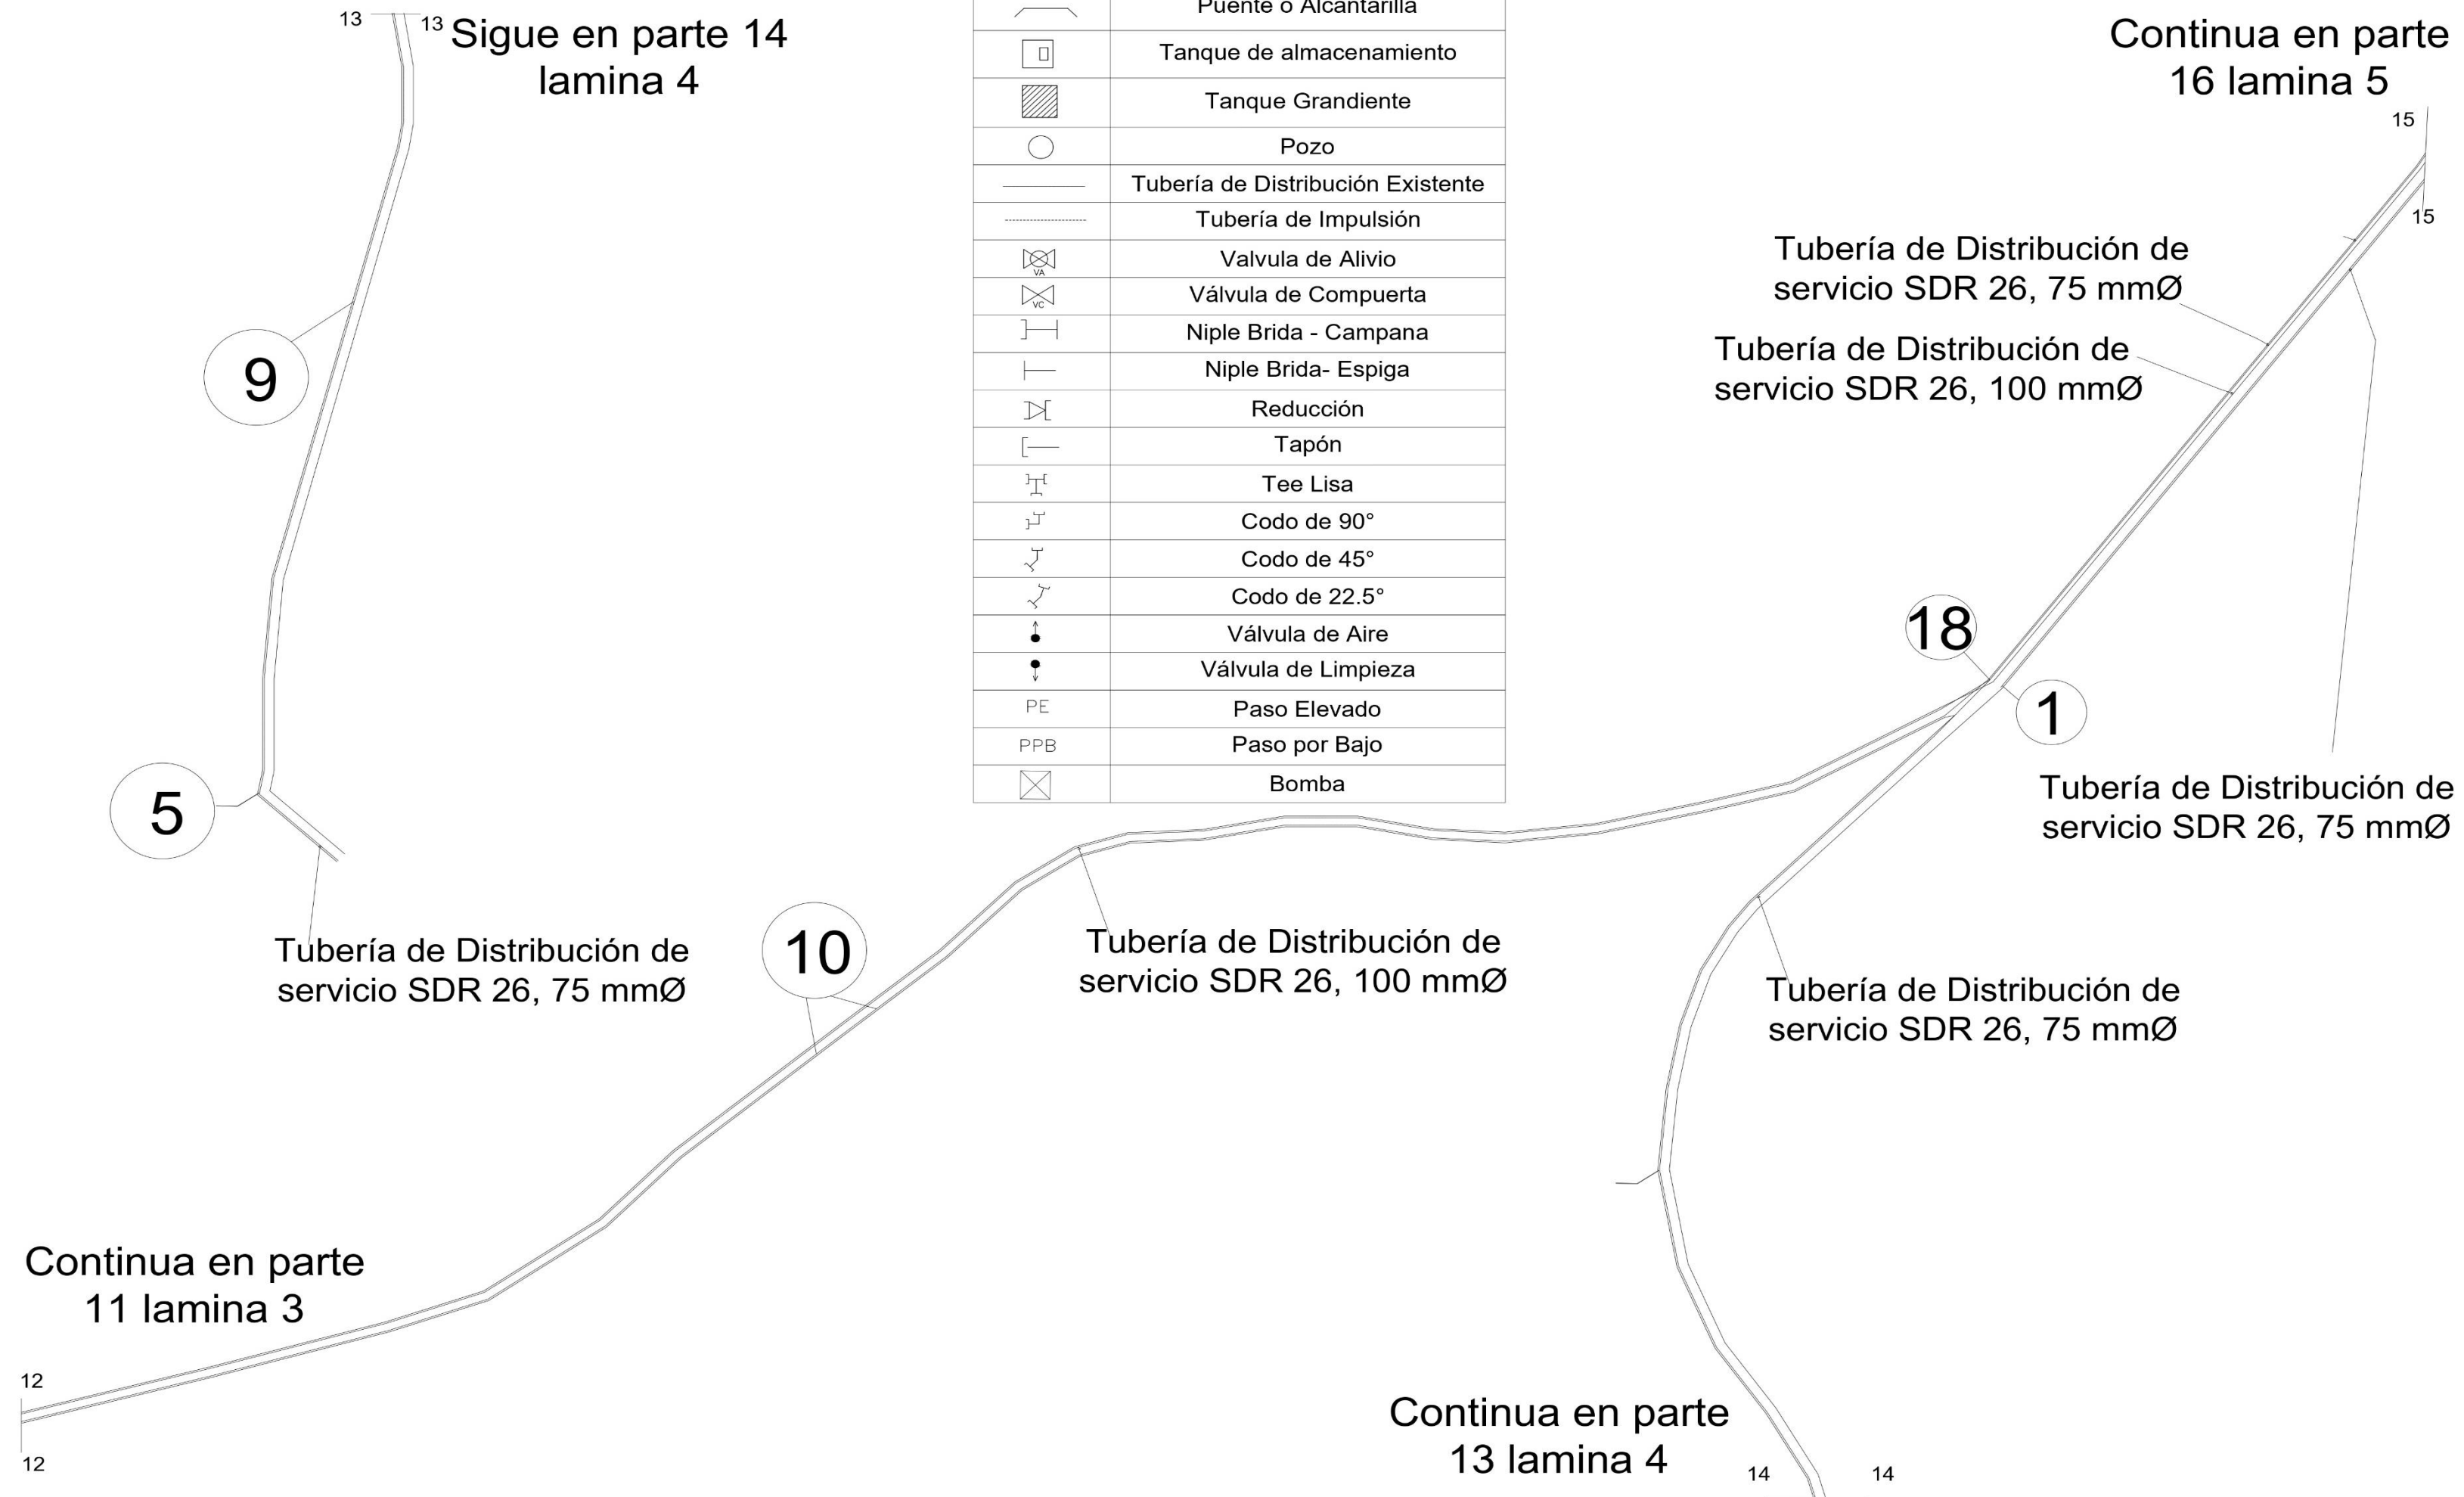 13
13
Sigue en parte 14
lamina 4
Puente o Alcantarilla
Tanque de almacenamiento
Tanque Grandiente
Pozo
Tubería de Distribución Existente
Tubería de Impulsión
VA
Valvula de Alivio
VC
Válvula de Compuerta
Niple Brida - Campana
Niple Brida- Espiga
Reducción
Tapón
Tee Lisa
Codo de 90°
Codo de 45°
Codo de 22.5°
Válvula de Aire
Válvula de Limpieza
PE
Paso Elevado
PPB
Paso por Bajo
Bomba
Continua en parte
16 lamina 5
15
15
Tubería de Distribución de
servicio SDR 26, 75 mmØ
Tubería de Distribución de
servicio SDR 26, 100 mmØ
9
18
1
5
Tubería de Distribución de
servicio SDR 26, 75 mmØ
Tubería de Distribución de
servicio SDR 26, 75 mmØ
10
Tubería de Distribución de
servicio SDR 26, 100 mmØ
Tubería de Distribución de
servicio SDR 26, 75 mmØ
Continua en parte
11 lamina 3
12
12
Continua en parte
13 lamina 4
14
14